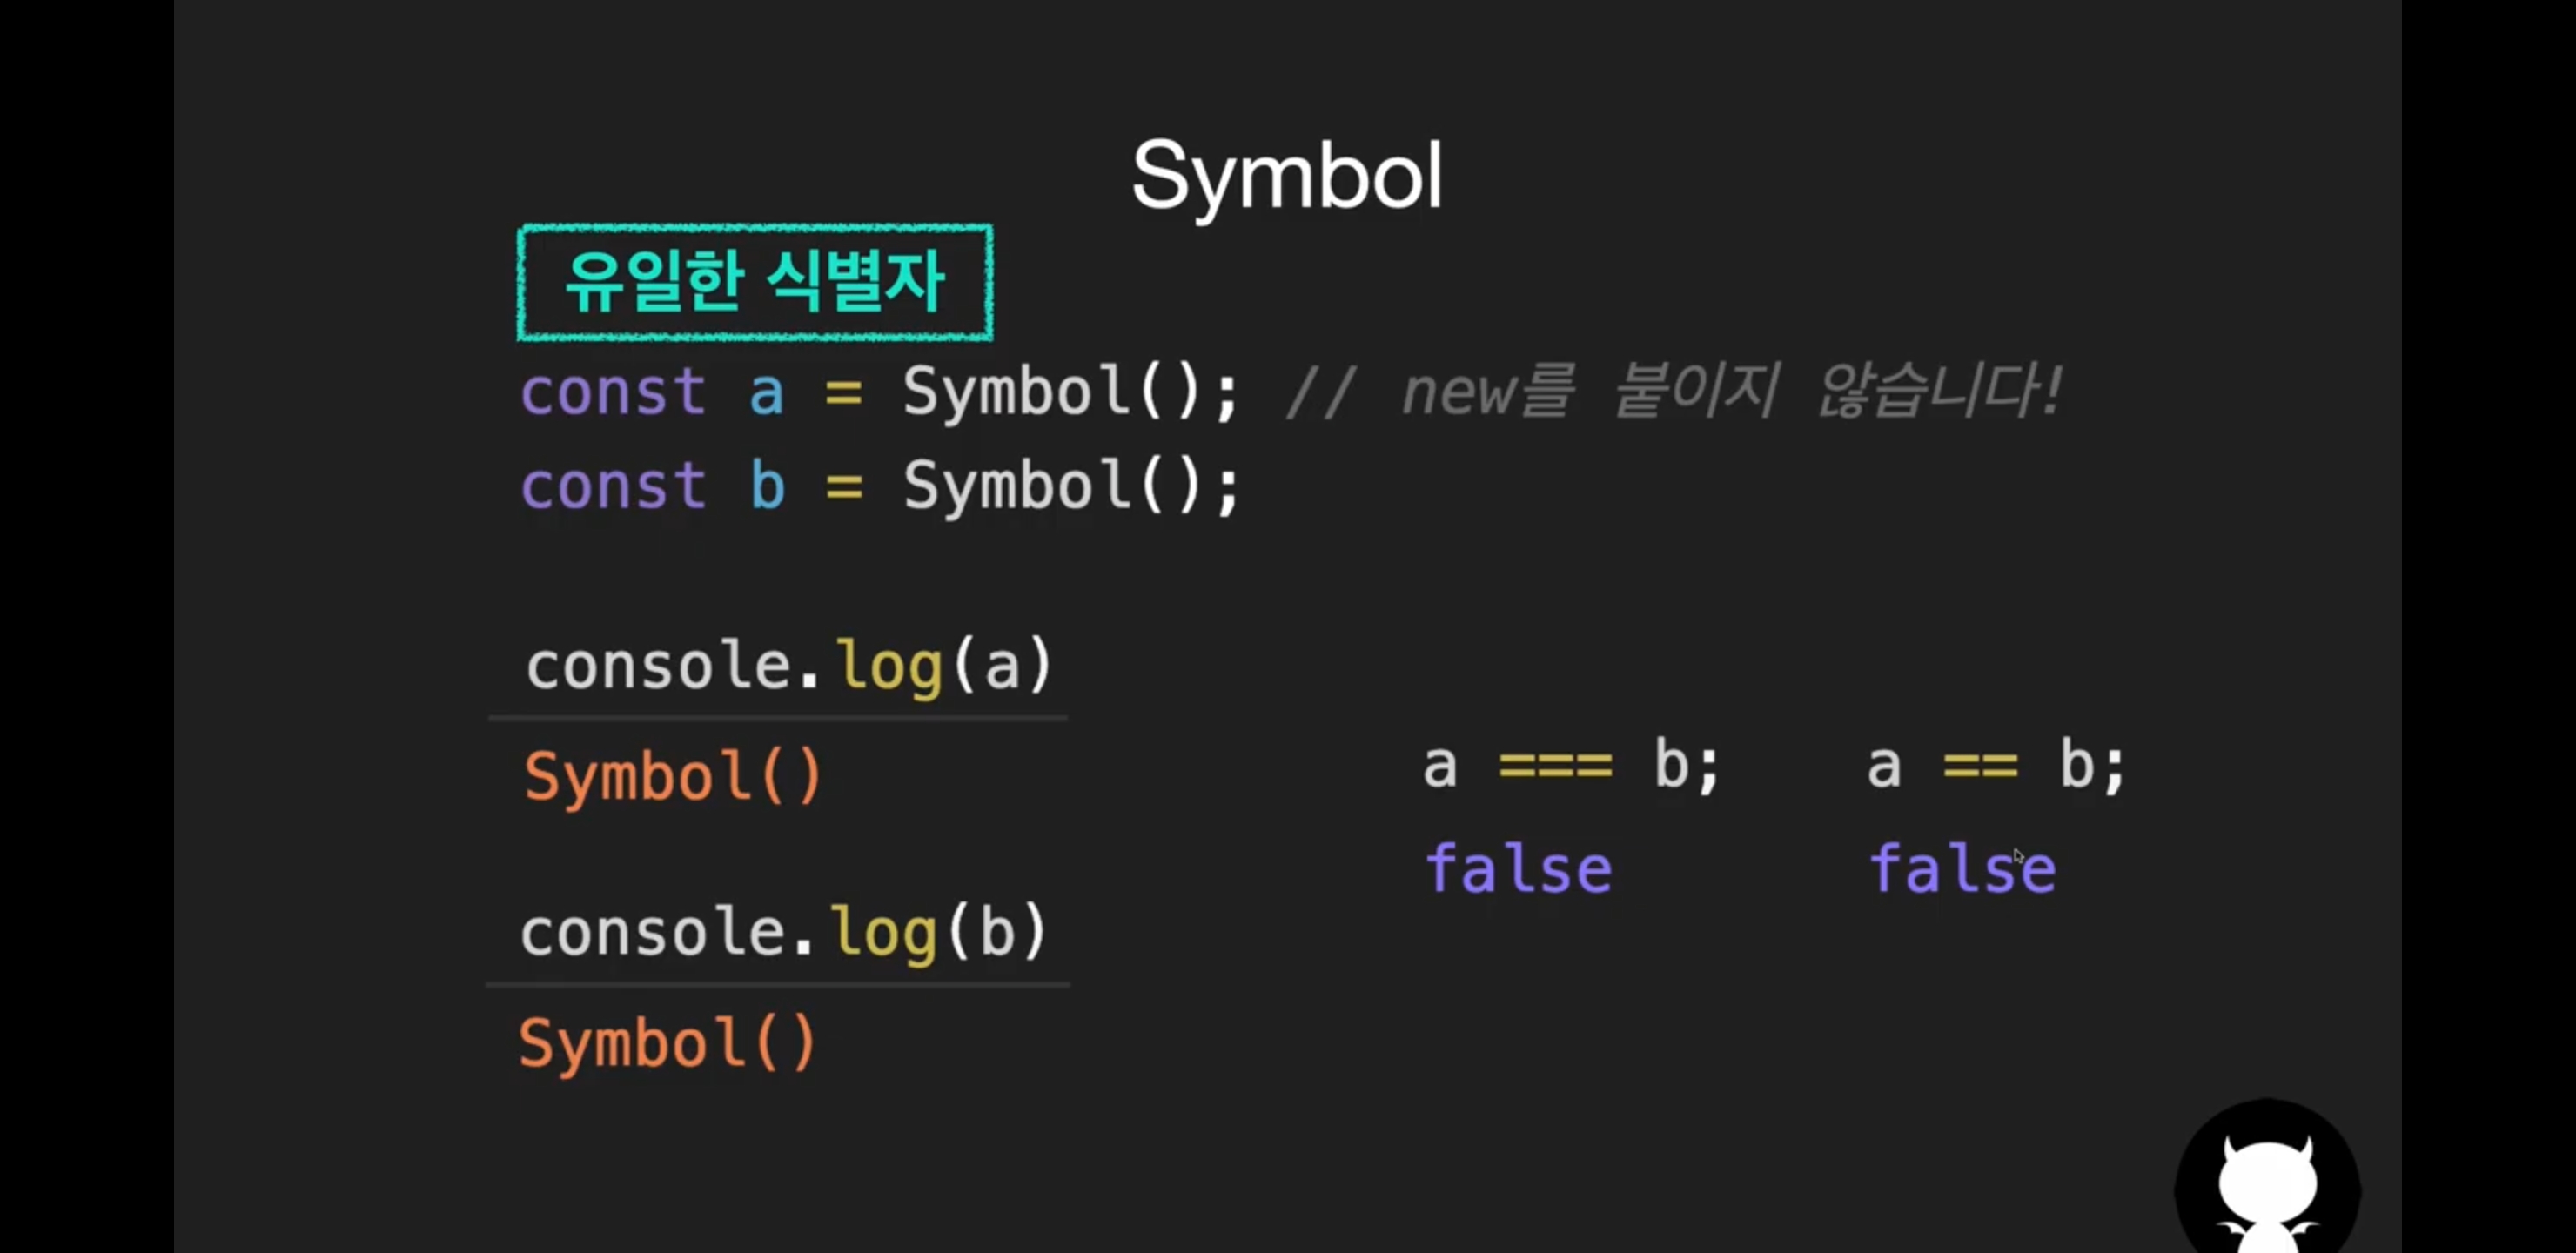 Symbol
유일한 식별자
const a = Symbol(); // new를 붙이지 않습니다!
const b = Symbol();
console.log(a)
Symbol()
console.log(b)
Symbol()
a === b;
false
a == b;
false